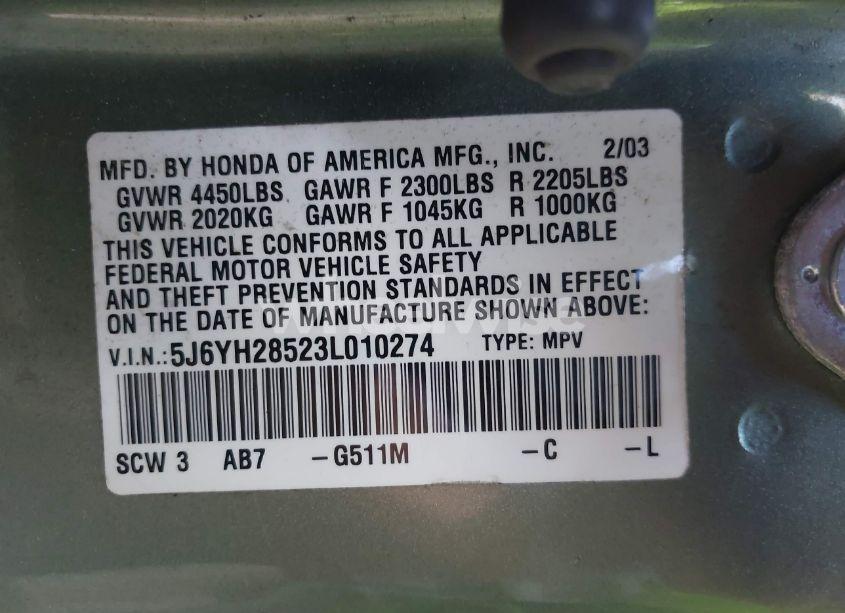 MFD. BY HONDA OF AMERICA MFG., INC. 2/03
GVWR 4450LBS GAWR F 2300LBS R 2205LBS
GVWR 2020KG GAWR F 1045KG R 1000KG
THIS VEHICLE CONFORMS TO ALL APPLICABLE
FEDERAL MOTOR VEHICLE SAFETY
AND THEFT PREVENTION STANDARDS IN EFFECT
ON THE DATE OF MANUFACTURE SHOWN ABOVE:
V.I.N.:5J6YH28523L010274 TYPE: MPV
SCW 3 AB7 -G511M -C -L